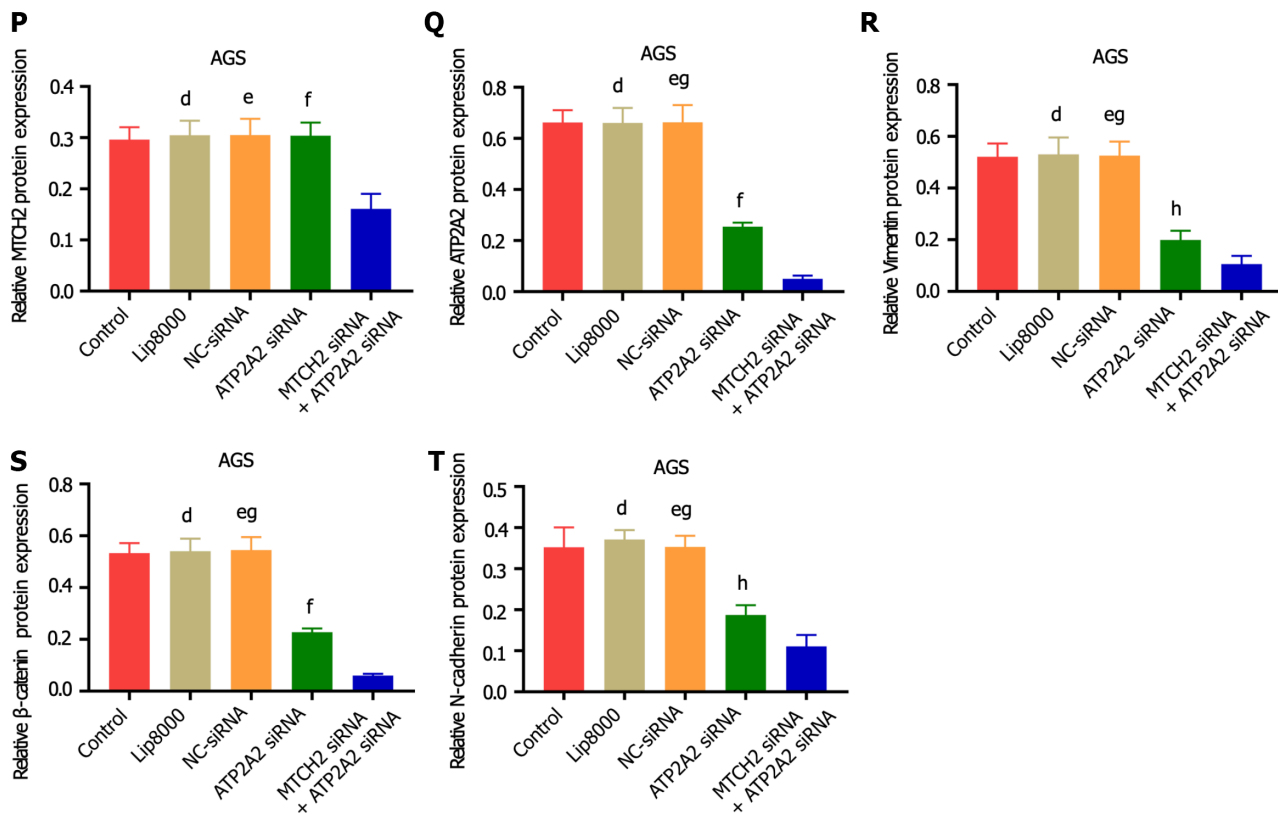 P
AGS
Relative MTCH2 protein expression
0.4
0.3
0.2
0.1
0.0
d
e
f
Control
Lip8000
NC-siRNA
ATP2A2 siRNA
MTCH2 siRNA
+ ATP2A2 siRNA
Q
AGS
Relative ATP2A2 protein expression
0.8
0.6
0.4
0.2
0.0
d
eg
f
Control
Lip8000
NC-siRNA
ATP2A2 siRNA
MTCH2 siRNA
+ ATP2A2 siRNA
R
AGS
Relative Vimentin protein expression
0.8
0.6
0.4
0.2
0.0
d
eg
h
Control
Lip8000
NC-siRNA
ATP2A2 siRNA
MTCH2 siRNA
+ ATP2A2 siRNA
S
AGS
Relative β-catenin protein expression
0.8
0.6
0.4
0.2
0.0
d
eg
f
Control
Lip8000
NC-siRNA
ATP2A2 siRNA
MTCH2 siRNA
+ ATP2A2 siRNA
T
AGS
Relative N-cadherin protein expression
0.5
0.4
0.3
0.2
0.1
0.0
d
eg
h
Control
Lip8000
NC-siRNA
ATP2A2 siRNA
MTCH2 siRNA
+ ATP2A2 siRNA